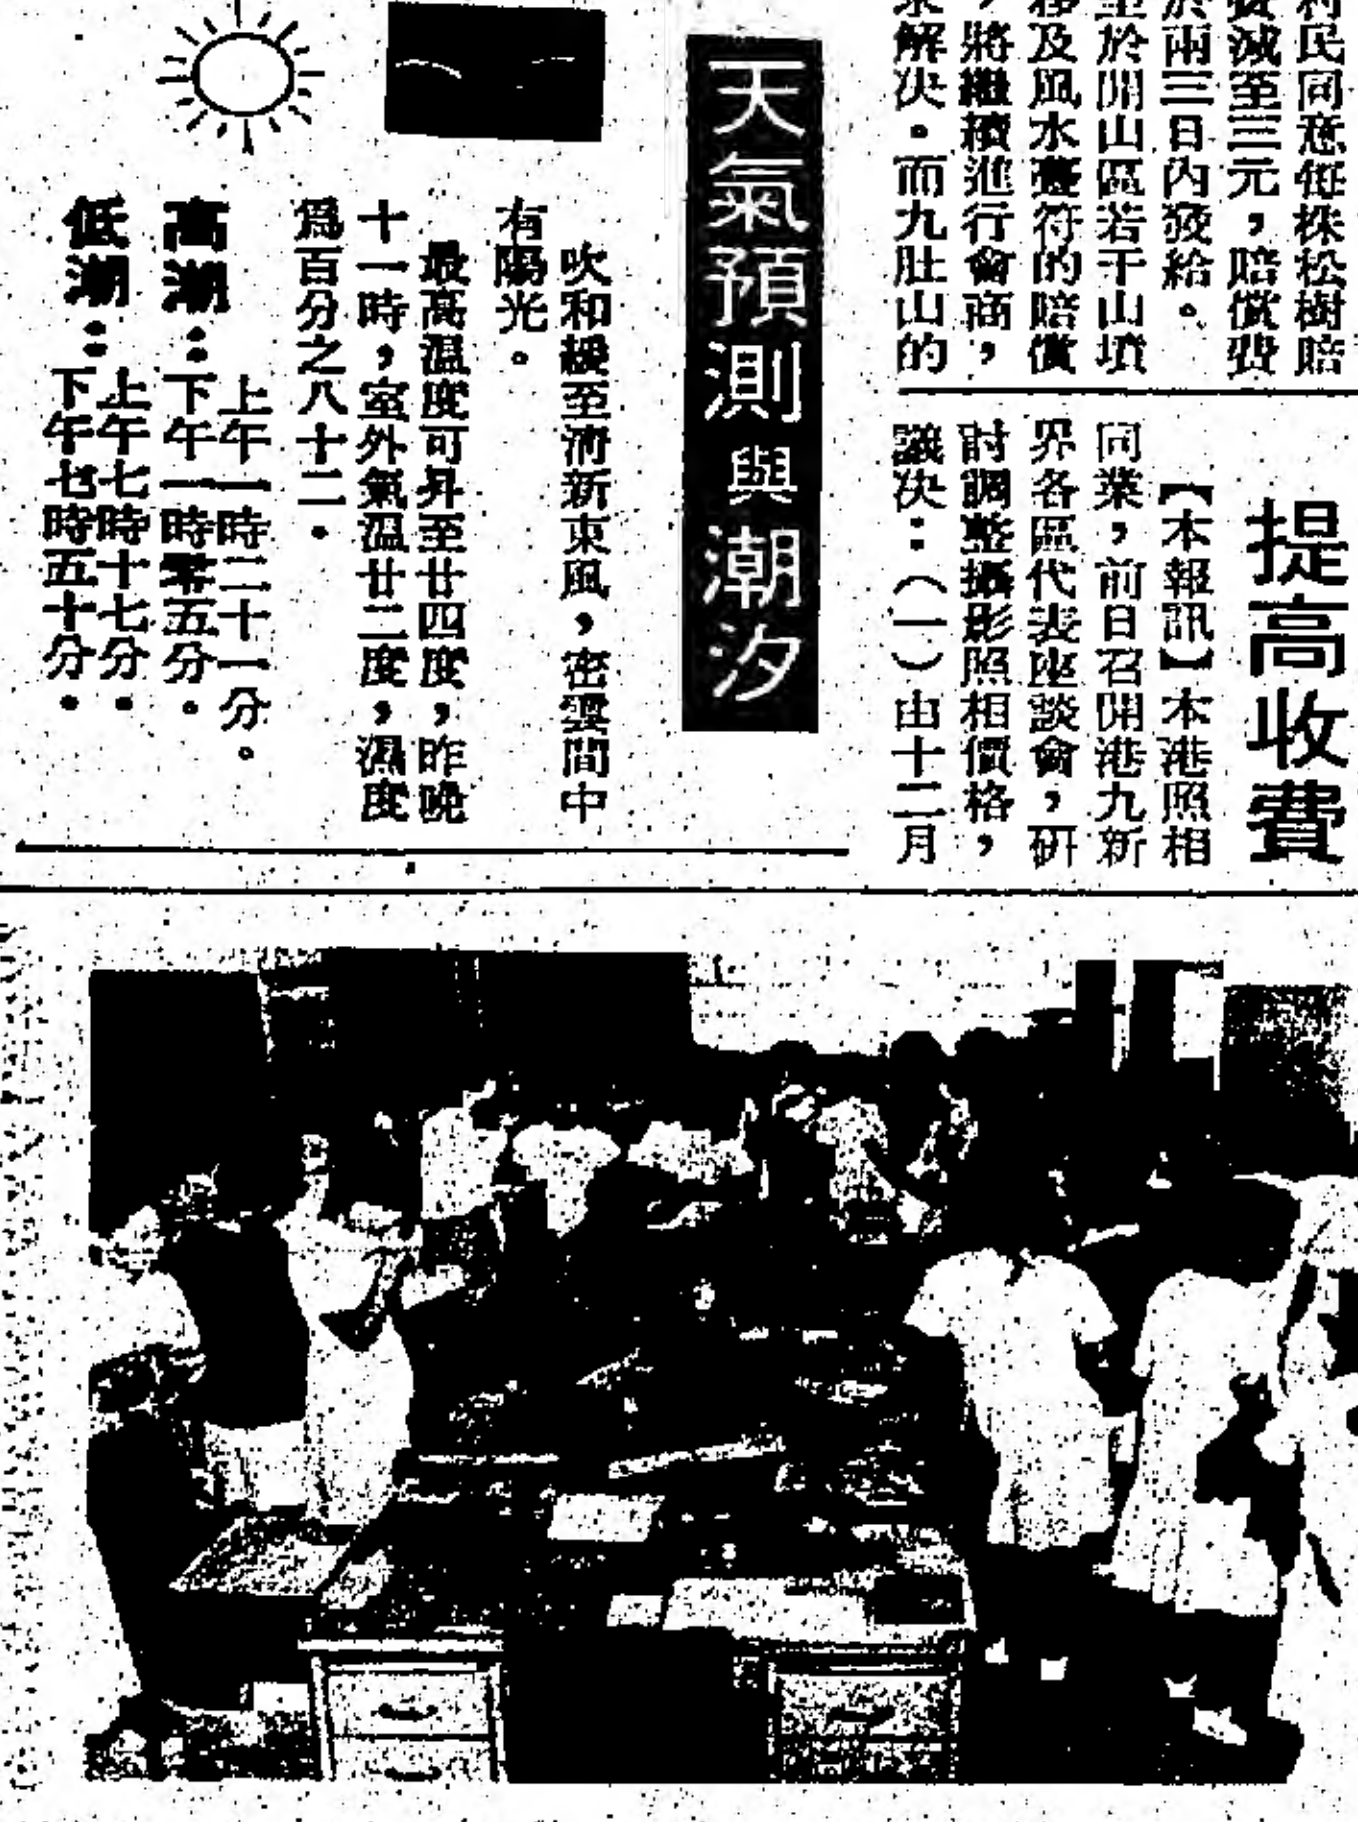 利民同意每株松樹賠
費減至三元，賠償費
於兩三日內發給。
至於開山區若干山墳
移及風水薹符的賠償
，將繼續進行會商，
求解决。而九肚山的
提高收費
【本報訊】本港照相
同業，前日召開港九新
界各區代表座談會，研
討調整攝影照相價格，
議决：（一）由十二月
天氣預測與潮汐
吹和緩至清新東風，密雲間中
有陽光。
最高温度可昇至廿四度，昨晚
十一時，室外氣温廿二度，濕度
爲百分之八十二。
高潮：上午一時二十一分。
下午一時零五分。
低潮：上午七時十七分。
下午七時五十分。